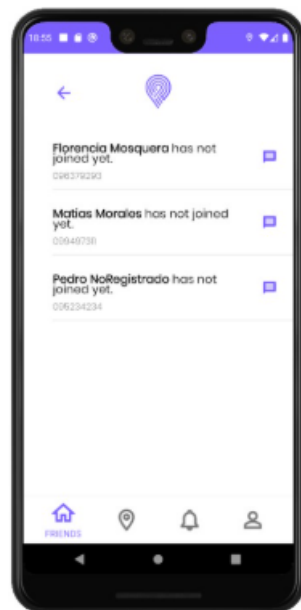 18:55
Florencia Mosquera has not
joined yet.
098379293
Matias Morales has not joined
yet.
Pedro NoRegistrado has not
joined yet.
095234234
FRIENDS